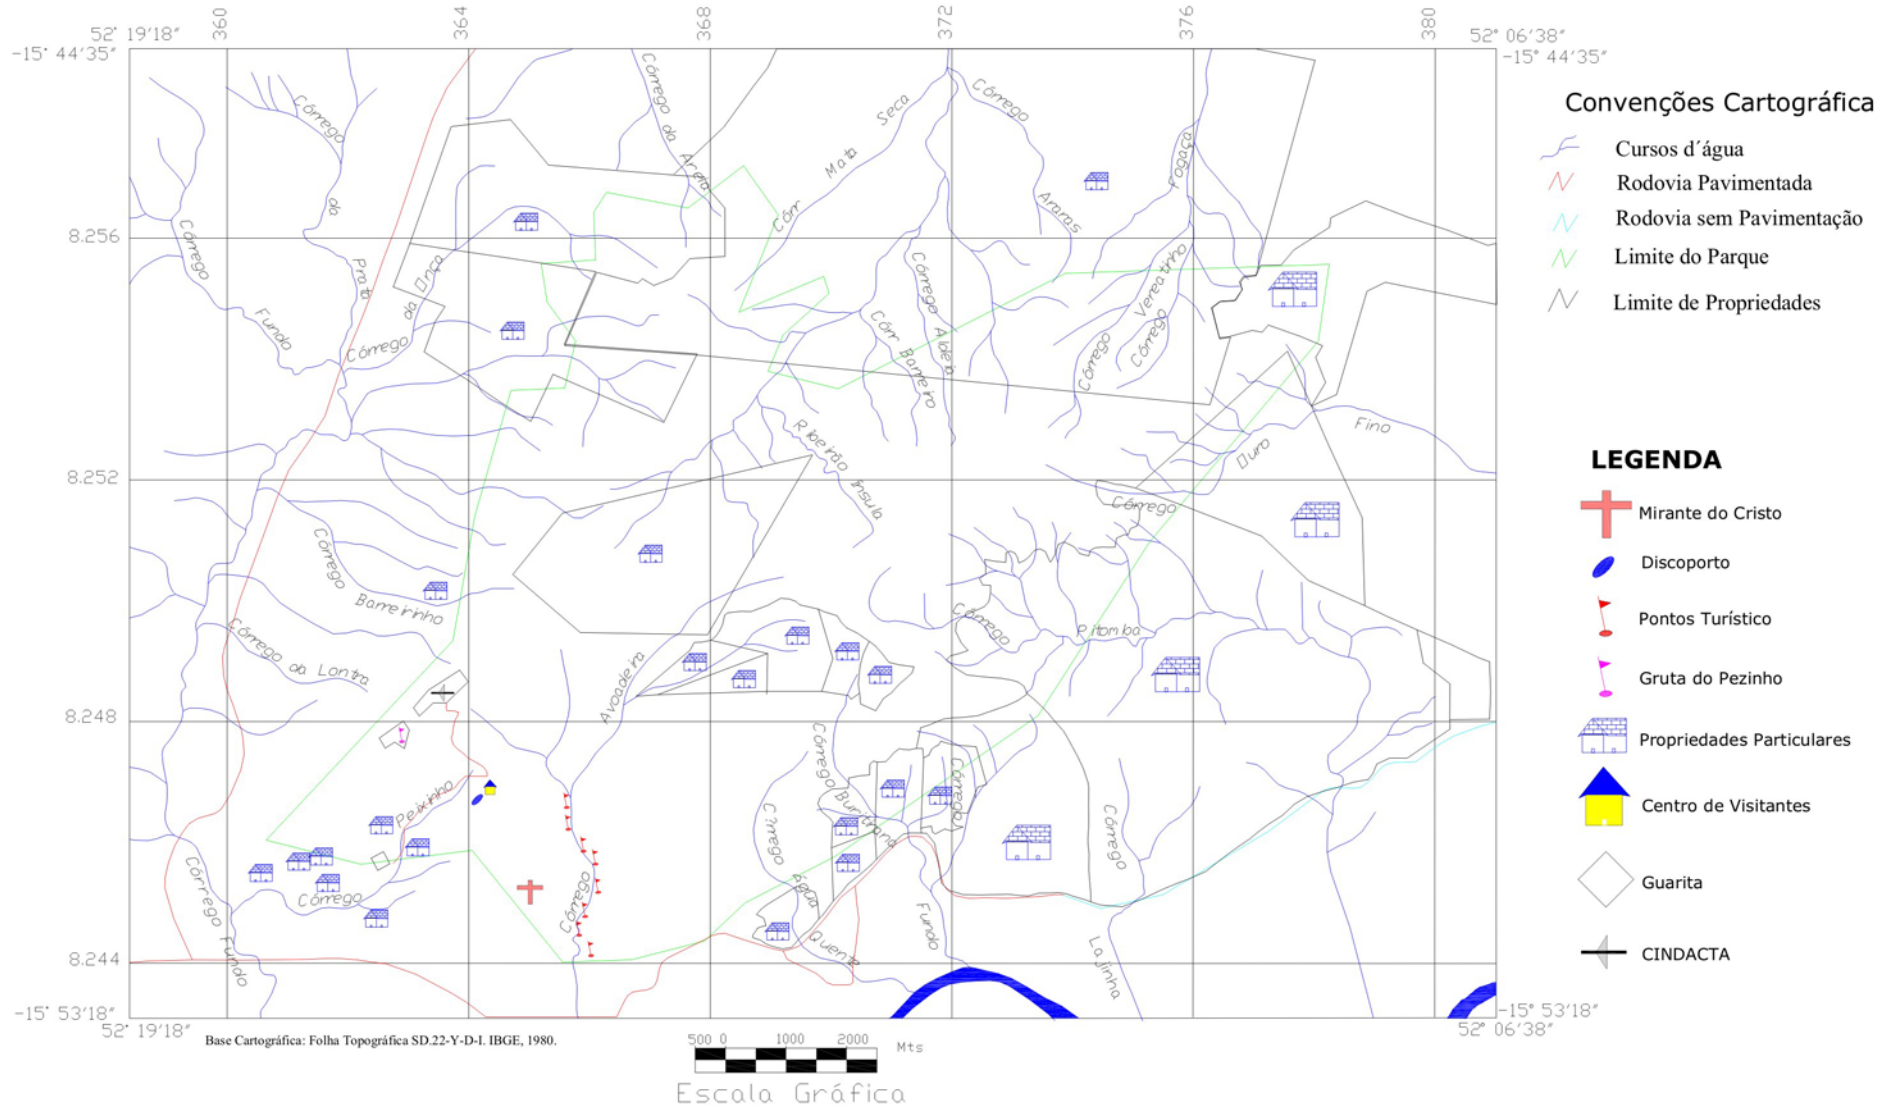 360
364
368
372
376
380
52° 19'18"
52° 06'38"
-15° 44'35"
-15° 44'35"
8.256
8.252
8.248
8.244
-15° 53'18"
-15° 53'18"
52° 19'18"
52° 06'38"
Córrego
da
Prata
Córrego
Fundo
Córrego
da Onça
Córrego da Areia
Córr
Mata
Seca
Córrego
Araras
Fogaça
Córrego
Vereatinho
Córrego
Córrego Aldeia
Córr Barreiro
Ribeirão
Ínsula
Fino
Ouro
Córrego
Córrego
Barreirinho
Córrego da Lontra
Avoadeira
Córrego
Pitomba
Peixinho
Córrego
Córrego Fundo
Córrego
Córrego
Buritirana
Córrego
Água
Quente
Fundo
Córrego
Lajinha
Convenções Cartográfica
Cursos d´água
Rodovia Pavimentada
Rodovia sem Pavimentação
Limite do Parque
Limite de Propriedades
LEGENDA
Mirante do Cristo
Discoporto
Pontos Turístico
Gruta do Pezinho
Propriedades Particulares
Centro de Visitantes
Guarita
CINDACTA
Base Cartográfica: Folha Topográfica SD.22-Y-D-I. IBGE, 1980.
500 0 1000 2000 Mts
Escala Gráfica